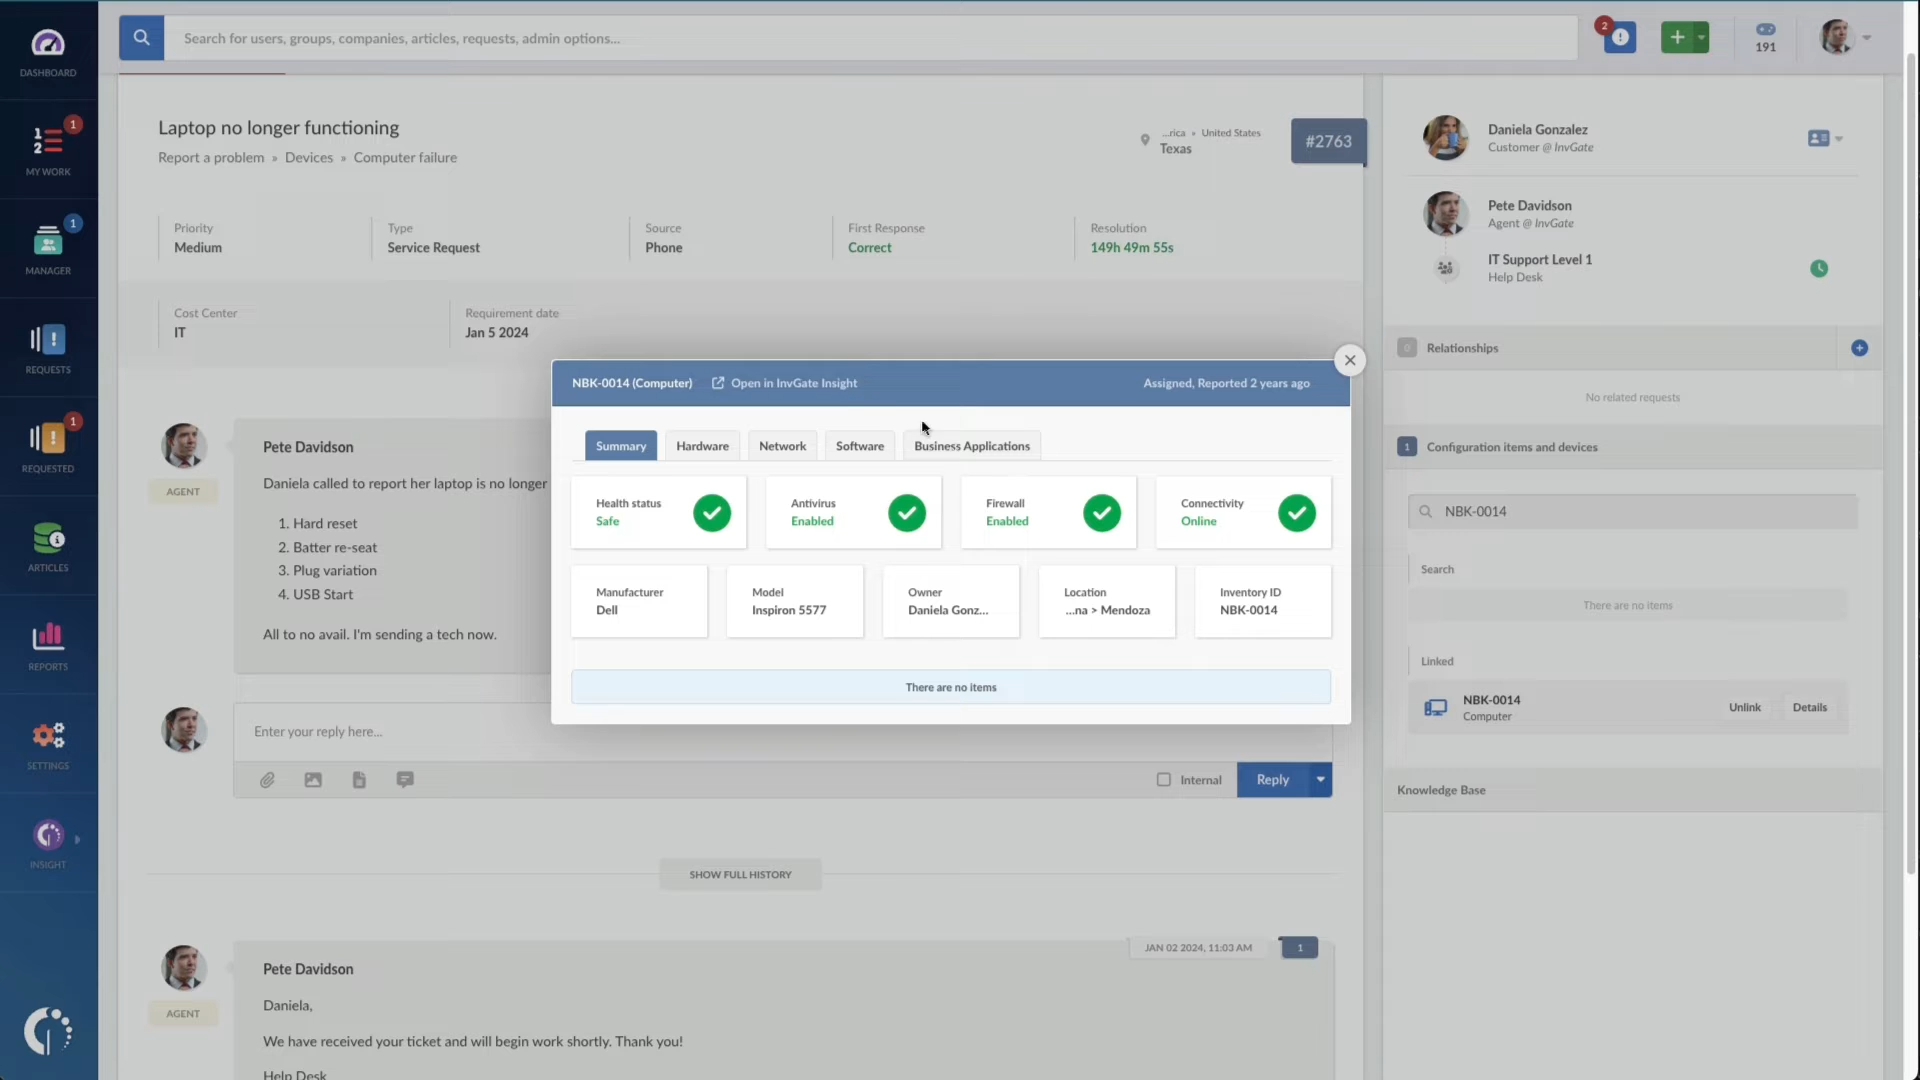 DASHBOARD
1
MY WORK
1
MANAGER
REQUESTS
1
REQUESTED
ARTICLES
REPORTS
SETTINGS
INSIGHT
Search for users, groups, companies, articles, requests, admin options...
2
191
Laptop no longer functioning
Report a problem » Devices » Computer failure
...rica • United States
Texas
#2763
Priority
Medium
Type
Service Request
Source
Phone
First Response
Correct
Resolution
149h 49m 55s
Cost Center
IT
Requirement date
Jan 5 2024
Pete Davidson
AGENT
Daniela called to report her laptop is no longer
1. Hard reset
2. Batter re-seat
3. Plug variation
4. USB Start
All to no avail. I'm sending a tech now.
NBK-0014 (Computer)
Open in InvGate Insight
Assigned, Reported 2 years ago
Summary
Hardware
Network
Software
Business Applications
Health status
Safe
Antivirus
Enabled
Firewall
Enabled
Connectivity
Online
Manufacturer
Dell
Model
Inspiron 5577
Owner
Daniela Gonz...
Location
...na > Mendoza
Inventory ID
NBK-0014
There are no items
Enter your reply here...
Internal
Reply
SHOW FULL HISTORY
JAN 02 2024, 11:03 AM
1
Pete Davidson
AGENT
Daniela,
We have received your ticket and will begin work shortly. Thank you!
Help Desk
Daniela Gonzalez
Customer @ InvGate
Pete Davidson
Agent @ InvGate
IT Support Level 1
Help Desk
0
Relationships
No related requests
1
Configuration items and devices
NBK-0014
Search
There are no items
Linked
NBK-0014
Computer
Unlink
Details
Knowledge Base